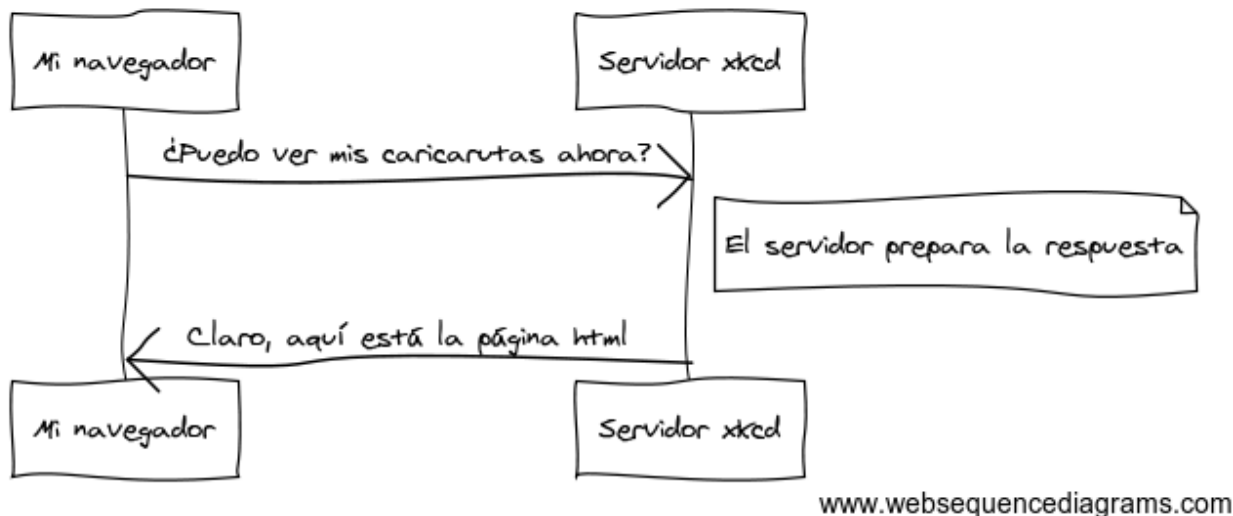 Mi navegador
Servidor xkcd
¿Puedo ver mis caricarutas ahora?
El servidor prepara la respuesta
Claro, aquí está la página html
Mi navegador
Servidor xkcd
www.websequencediagrams.com